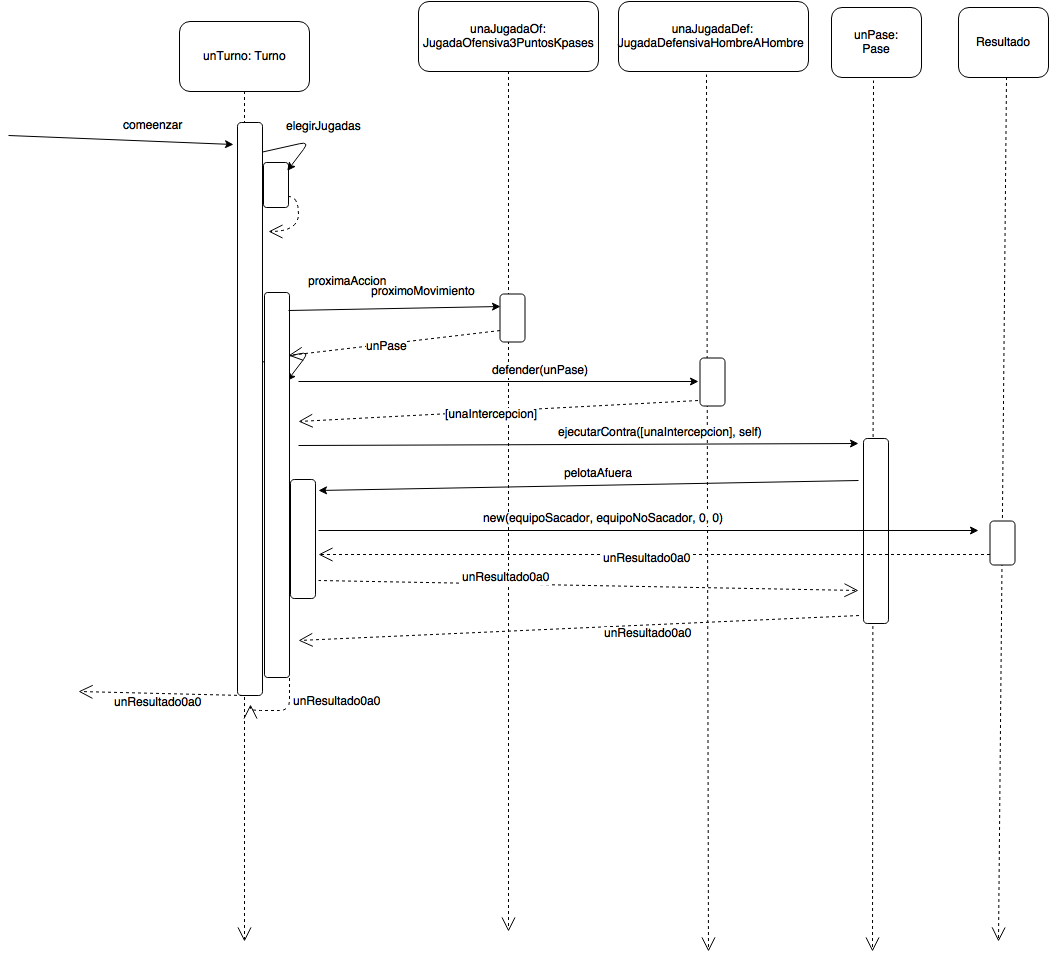 unTurno: Turno
unaJugadaOf:
JugadaOfensiva3PuntosKpases
unaJugadaDef:
JugadaDefensivaHombreAHombre
unPase:
Pase
Resultado
comeenzar
elegirJugadas
proximaAccion
proximoMovimiento
unPase
defender(unPase)
[unaIntercepcion]
ejecutarContra([unaIntercepcion], self)
pelotaAfuera
new(equipoSacador, equipoNoSacador, 0, 0)
unResultado0a0
unResultado0a0
unResultado0a0
unResultado0a0
unResultado0a0